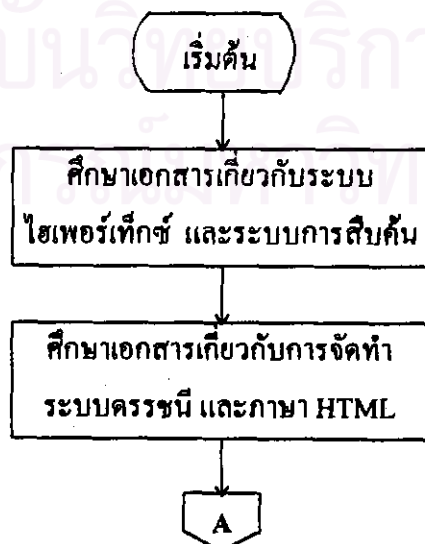 เริ่มต้น
ศึกษาเอกสารเกี่ยวกับระบบ
ไฮเพอร์เท็กซ์ และระบบการสืบค้น
ศึกษาเอกสารเกี่ยวกับการจัดทำ
ระบบดรรชนี และภาษา HTML
A